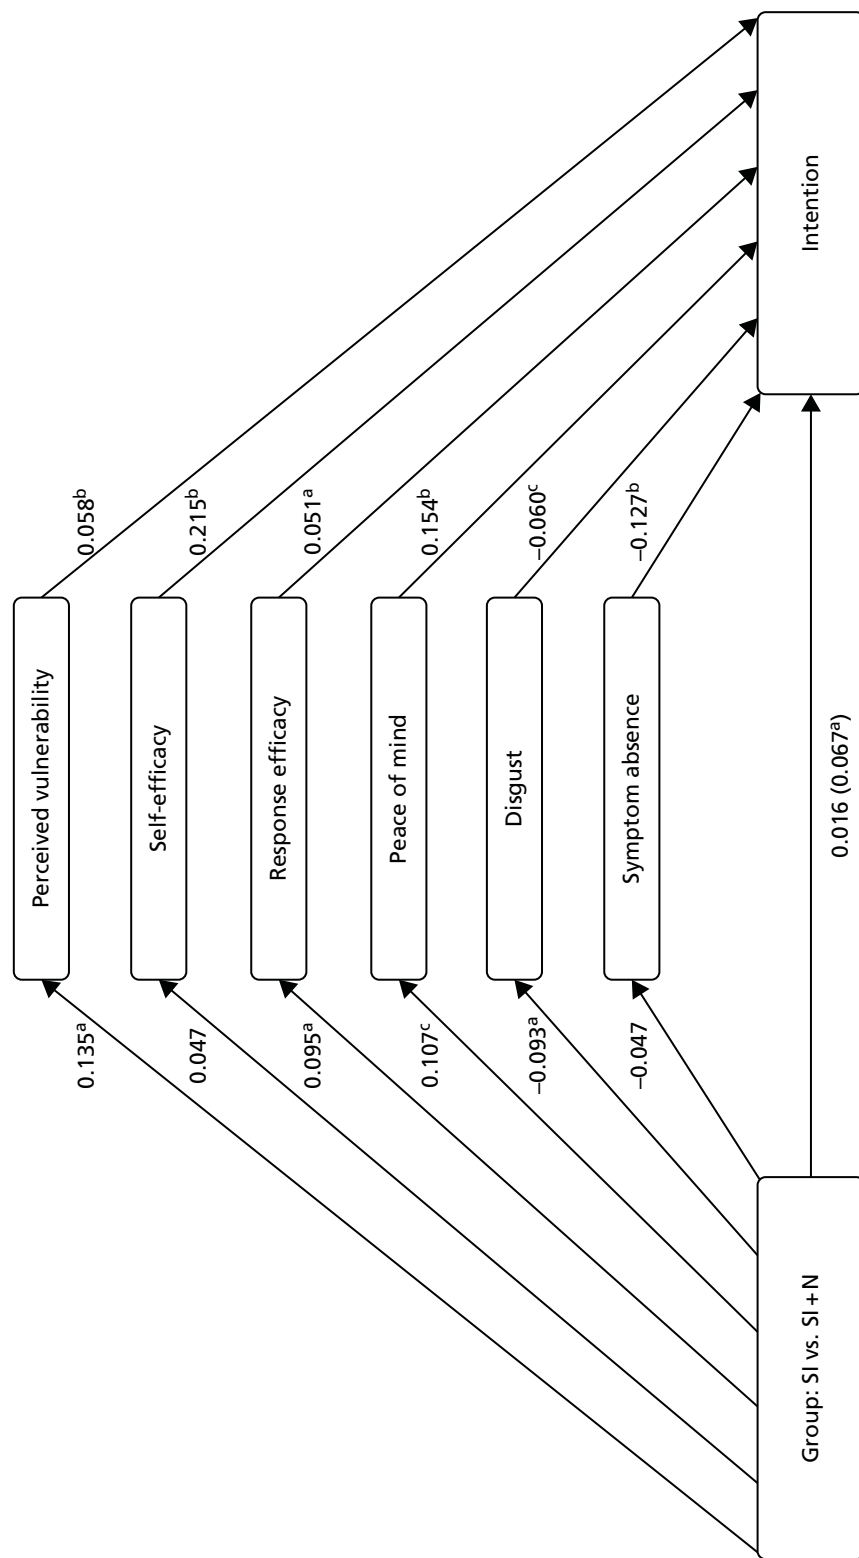 Perceived vulnerability
Self-efficacy
Response efficacy
Peace of mind
Disgust
Symptom absence
Group: SI vs. SI+N
Intention
0.135ᵃ
0.047
0.095ᵃ
0.107ᶜ
–0.093ᵃ
–0.047
0.058ᵇ
0.215ᵇ
0.051ᵃ
0.154ᵇ
–0.060ᶜ
–0.127ᵇ
0.016 (0.067ᵃ)